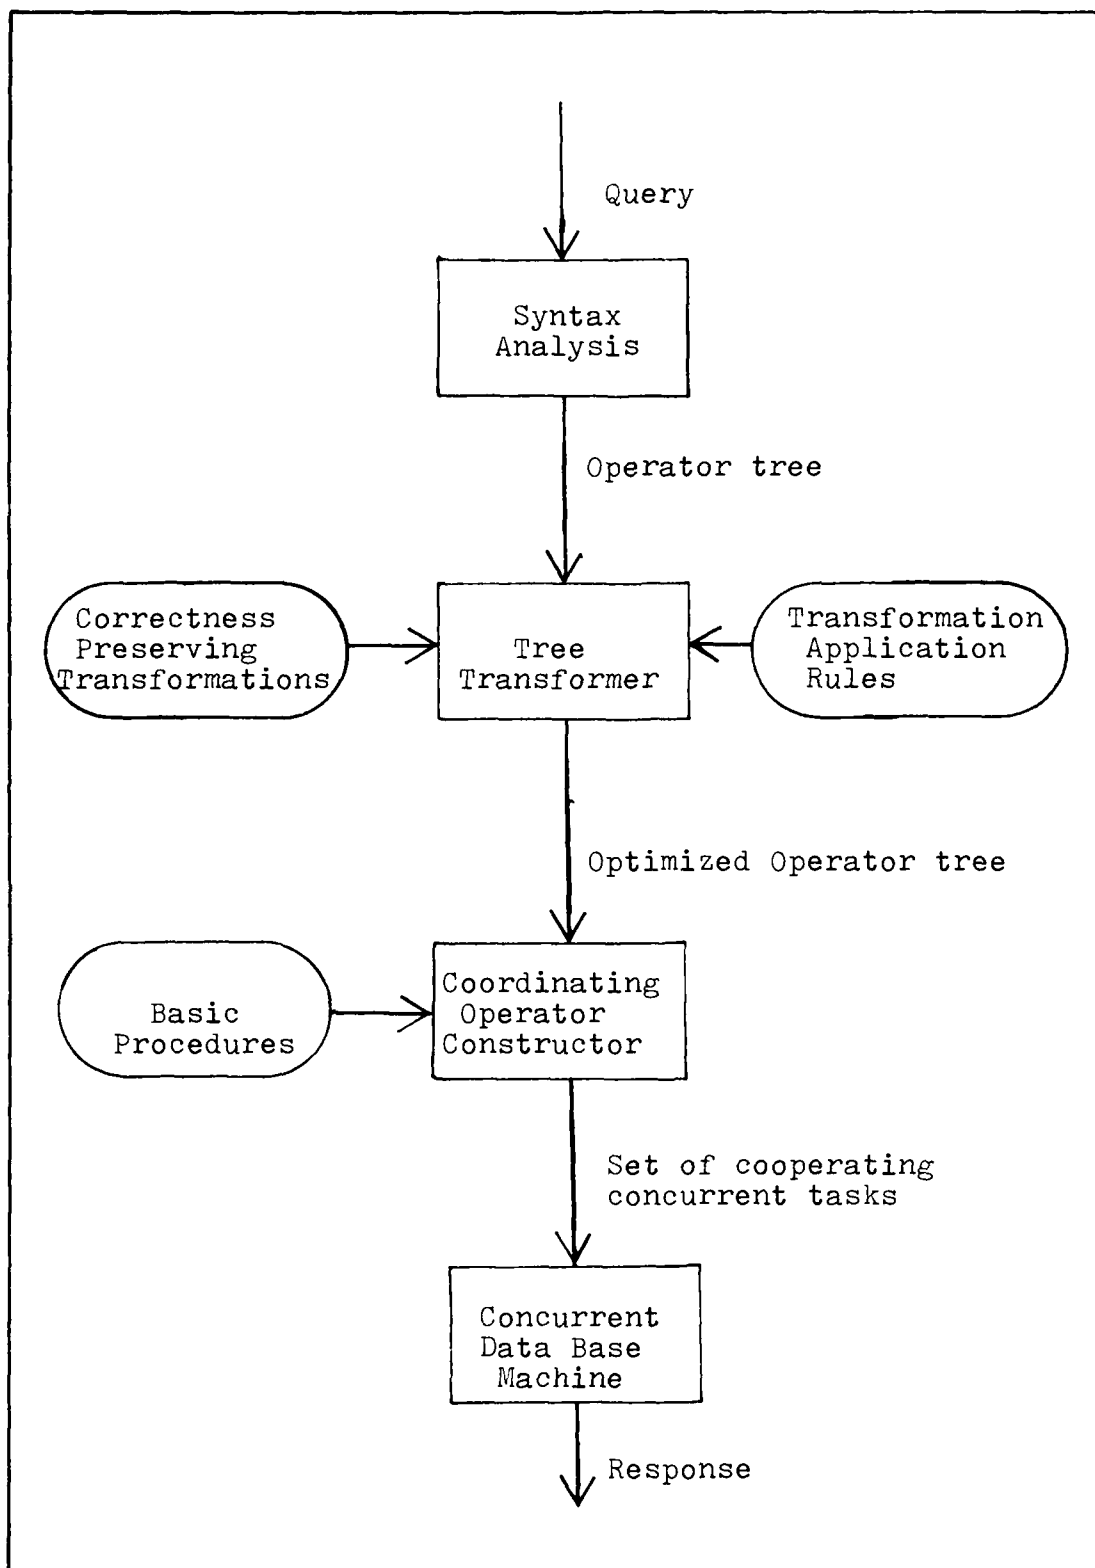 Query
Syntax
Analysis
Operator tree
Correctness
Preserving
Transformations
Tree
Transformer
Transformation
Application
Rules
Optimized Operator tree
Basic
Procedures
Coordinating
Operator
Constructor
Set of cooperating
concurrent tasks
Concurrent
Data Base
Machine
Response